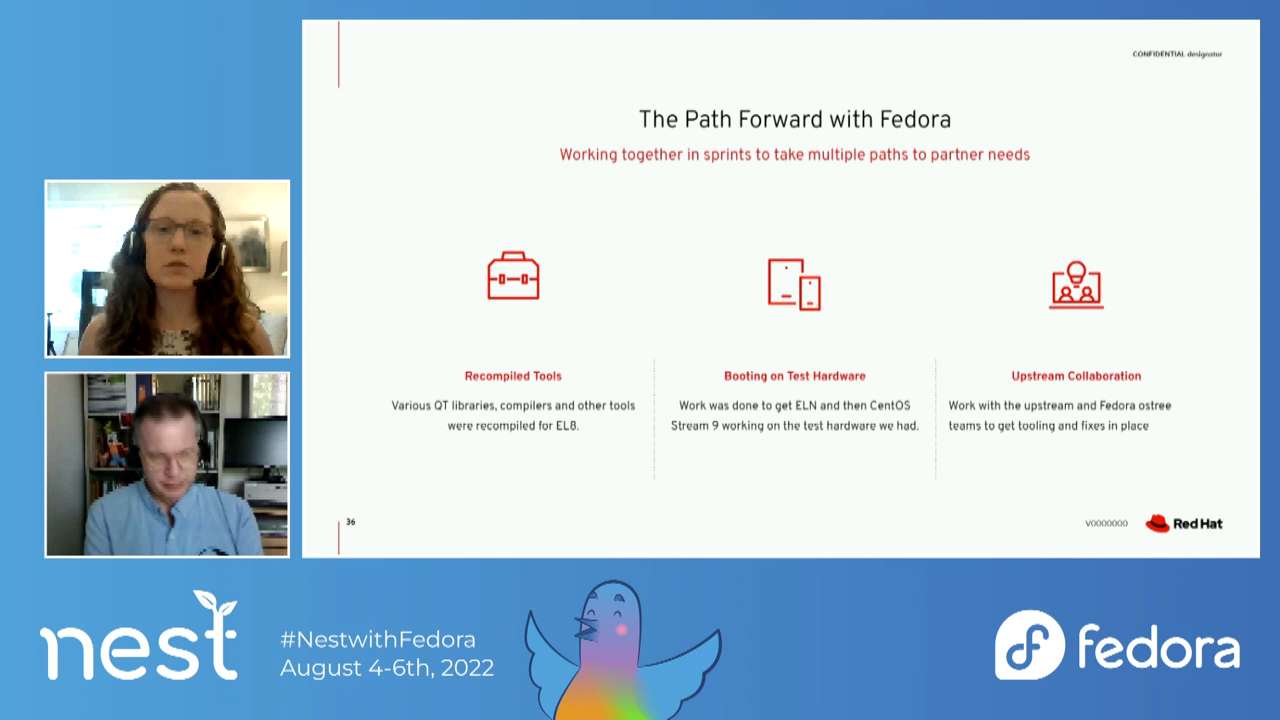 CONFIDENTIAL designator
The Path Forward with Fedora
Working together in sprints to take multiple paths to partner needs
Recompiled Tools
Various QT libraries, compilers and other tools
were recompiled for EL8.
Booting on Test Hardware
Work was done to get ELN and then CentOS
Stream 9 working on the test hardware we had.
Upstream Collaboration
Work with the upstream and Fedora ostree
teams to get tooling and fixes in place
36
V0000000
Red Hat
nest
#NestwithFedora
August 4-6th, 2022
fedora